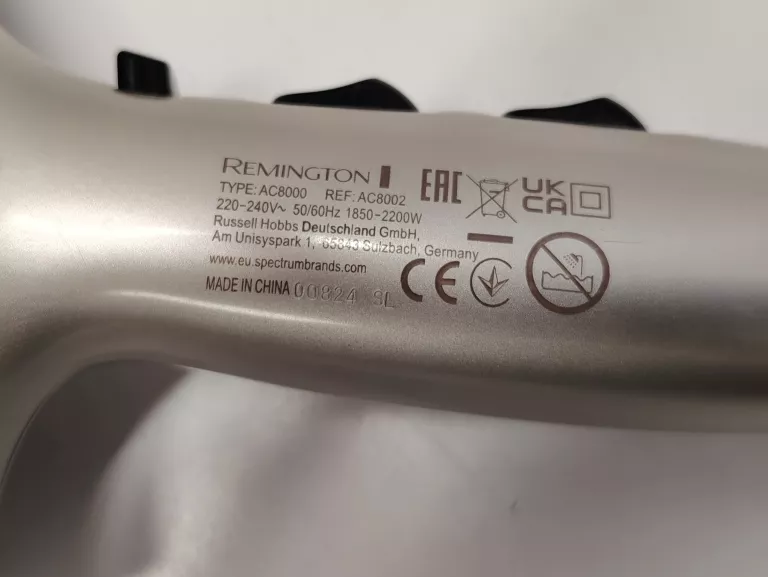 REMINGTON
TYPE: AC8000 REF: AC8002
220-240V~ 50/60Hz 1850-2200W
Russell Hobbs Deutschland GmbH,
Am Unisyspark 1, 65843 Sulzbach, Germany
www.eu.spectrumbrands.com
MADE IN CHINA 00824 SL
EAC
UK
CA
CE